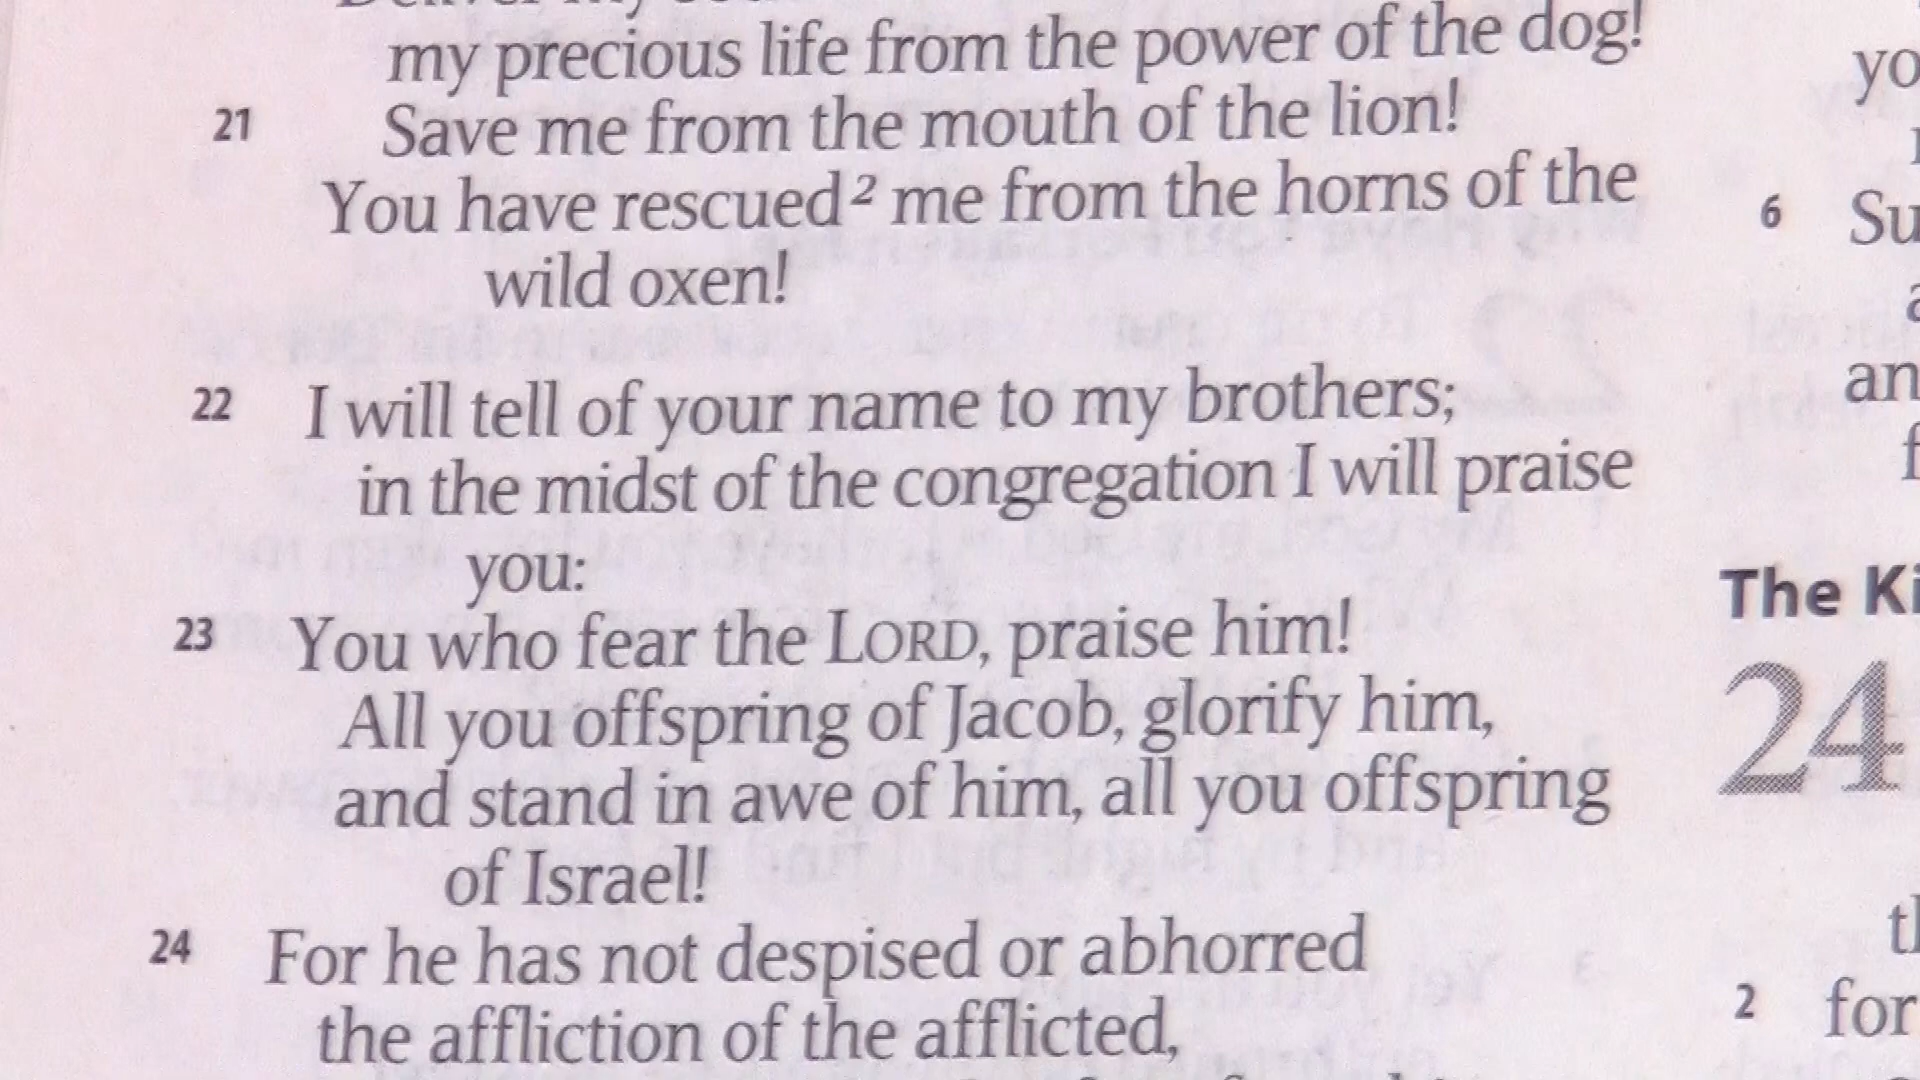 my precious life from the power of the dog!
21 Save me from the mouth of the lion!
You have rescued² me from the horns of the
wild oxen!
22 I will tell of your name to my brothers;
in the midst of the congregation I will praise
you:
23 You who fear the LORD, praise him!
All you offspring of Jacob, glorify him,
and stand in awe of him, all you offspring
of Israel!
24 For he has not despised or abhorred
the affliction of the afflicted,
6
The
24
2 for